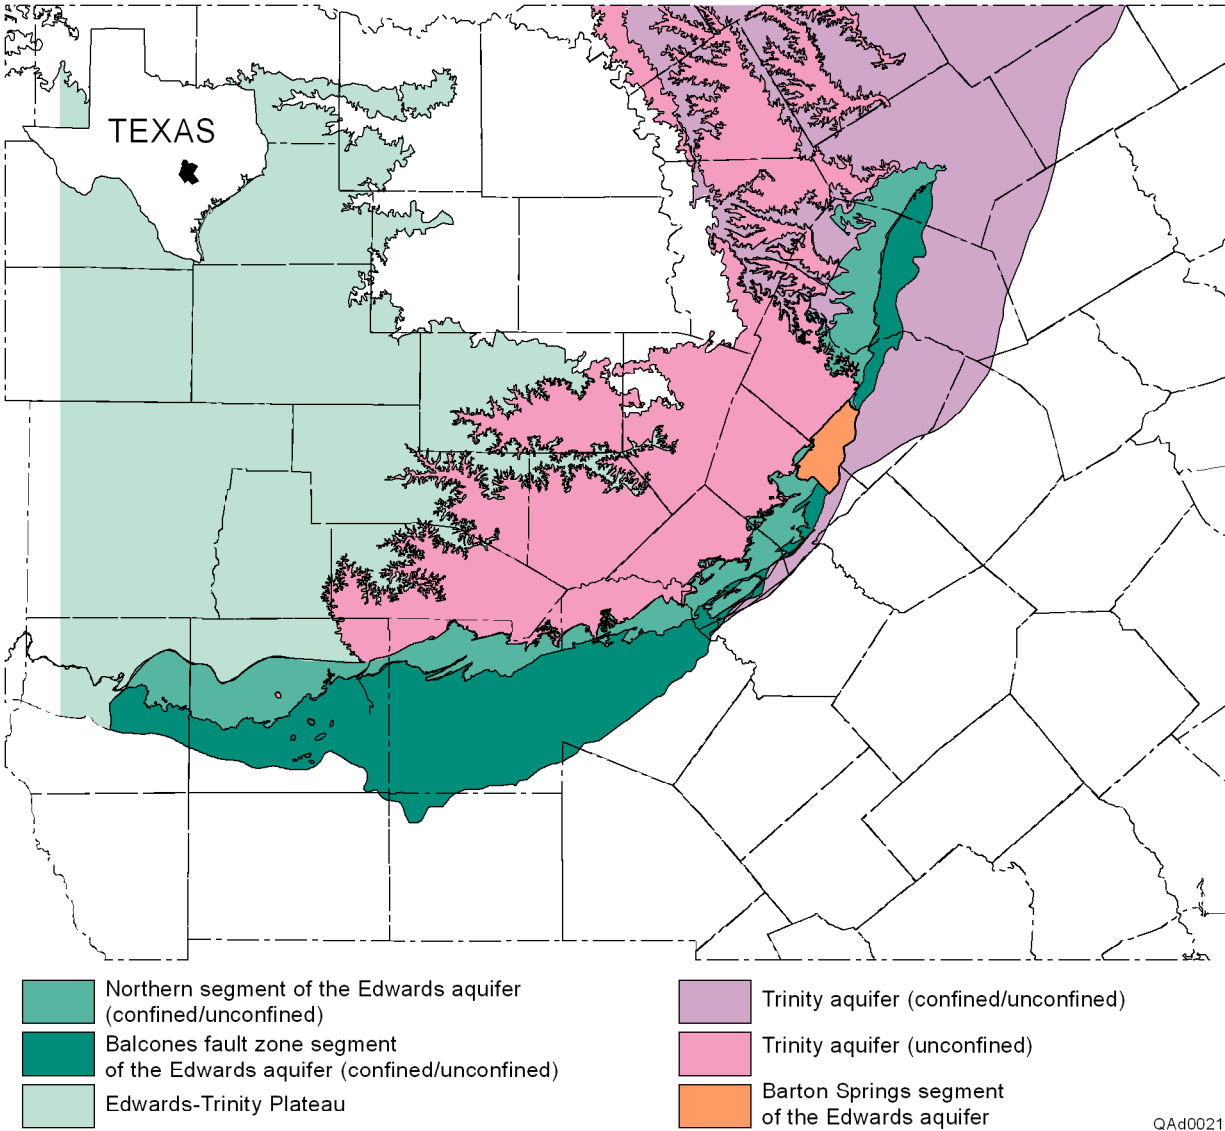 TEXAS
Northern segment of the Edwards aquifer
(confined/unconfined)
Balcones fault zone segment
of the Edwards aquifer (confined/unconfined)
Edwards-Trinity Plateau
Trinity aquifer (confined/unconfined)
Trinity aquifer (unconfined)
Barton Springs segment
of the Edwards aquifer
QAd0021